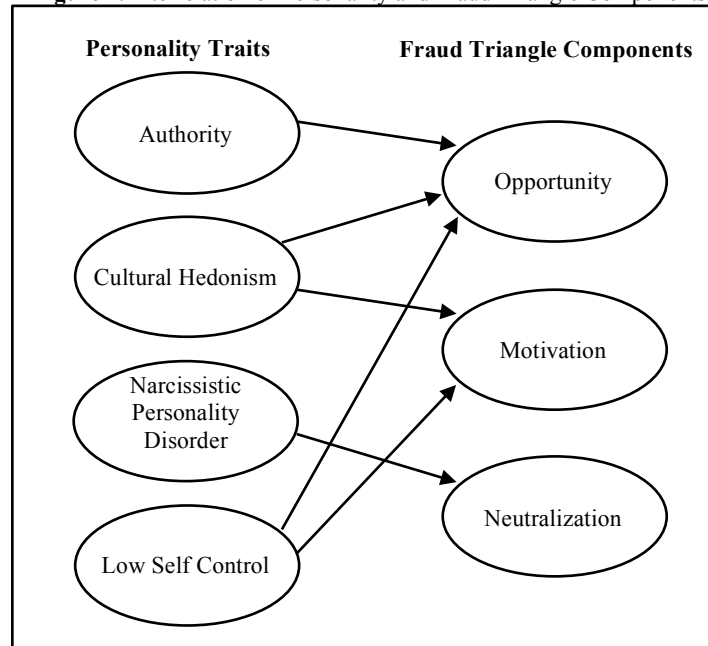 Personality Traits
Fraud Triangle Components
Authority
Opportunity
Cultural Hedonism
Motivation
Narcissistic
Personality
Disorder
Neutralization
Low Self Control